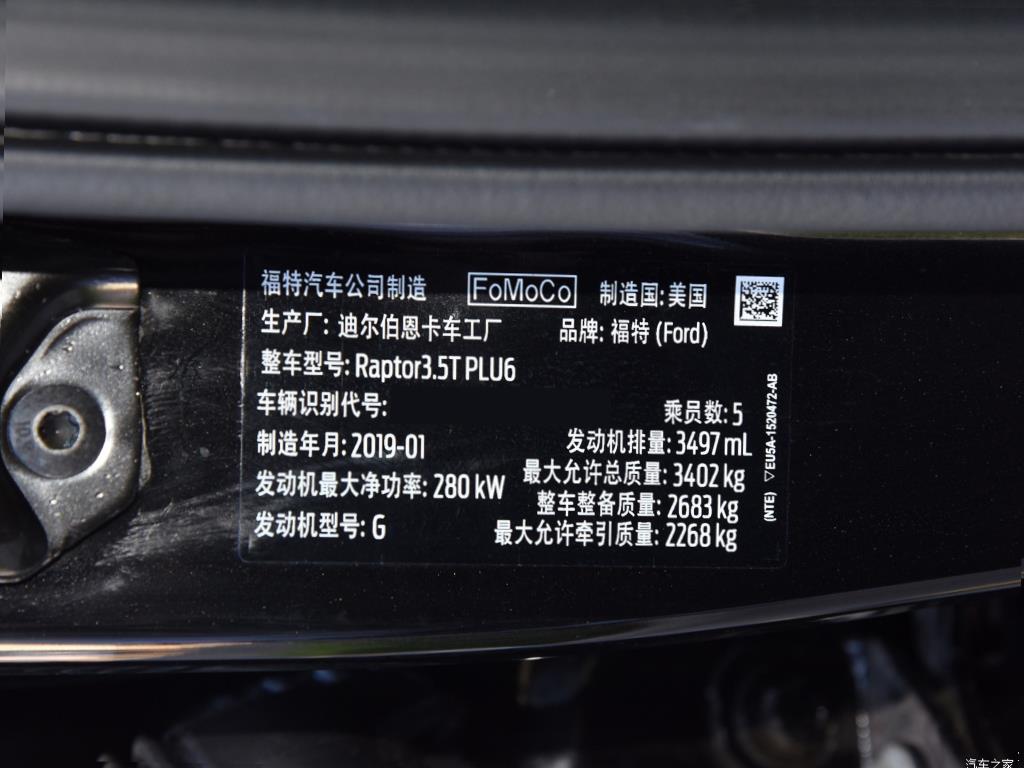 福特汽车公司制造 FoMoCo 制造国: 美国
生产厂: 迪尔伯恩卡车工厂 品牌: 福特 (Ford)
整车型号: Raptor3.5T PLU6
车辆识别代号:
乘员数: 5
制造年月: 2019-01
发动机排量: 3497 mL
最大允许总质量: 3402 kg
发动机最大净功率: 280 kW
整车整备质量: 2683 kg
发动机型号: G
最大允许牵引质量: 2268 kg
(NTE) ▽EU5A-1520472-AB
汽车之家